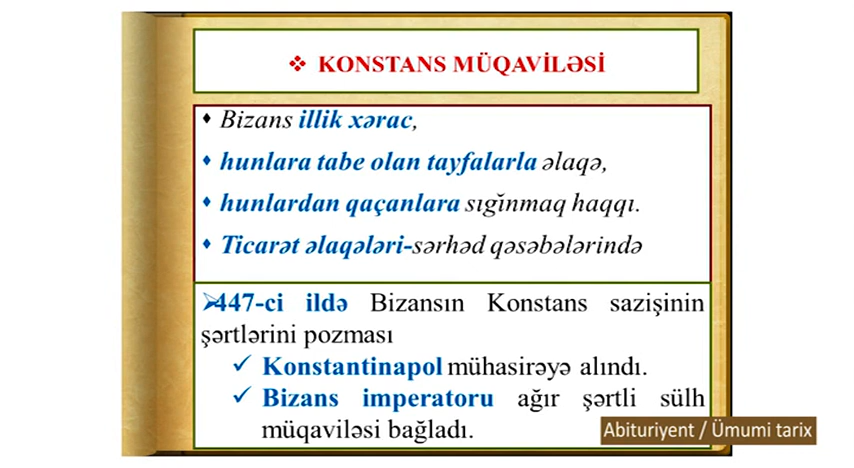 ❖ KONSTANS MÜQAVİLƏSİ
♦ Bizans illik xərac,
♦ hunlara tabe olan tayfalarla əlaqə,
♦ hunlardan qaçanlara sığınmaq haqqı.
♦ Ticarət əlaqələri-sərhəd qəsəbələrində
➢447-ci ildə Bizansın Konstans sazişinin
şərtlərini pozması
✓ Konstantinapol mühasirəyə alındı.
✓ Bizans imperatoru ağır şərtli sülh
müqaviləsi bağladı.
Abituriyent / Ümumi tarix